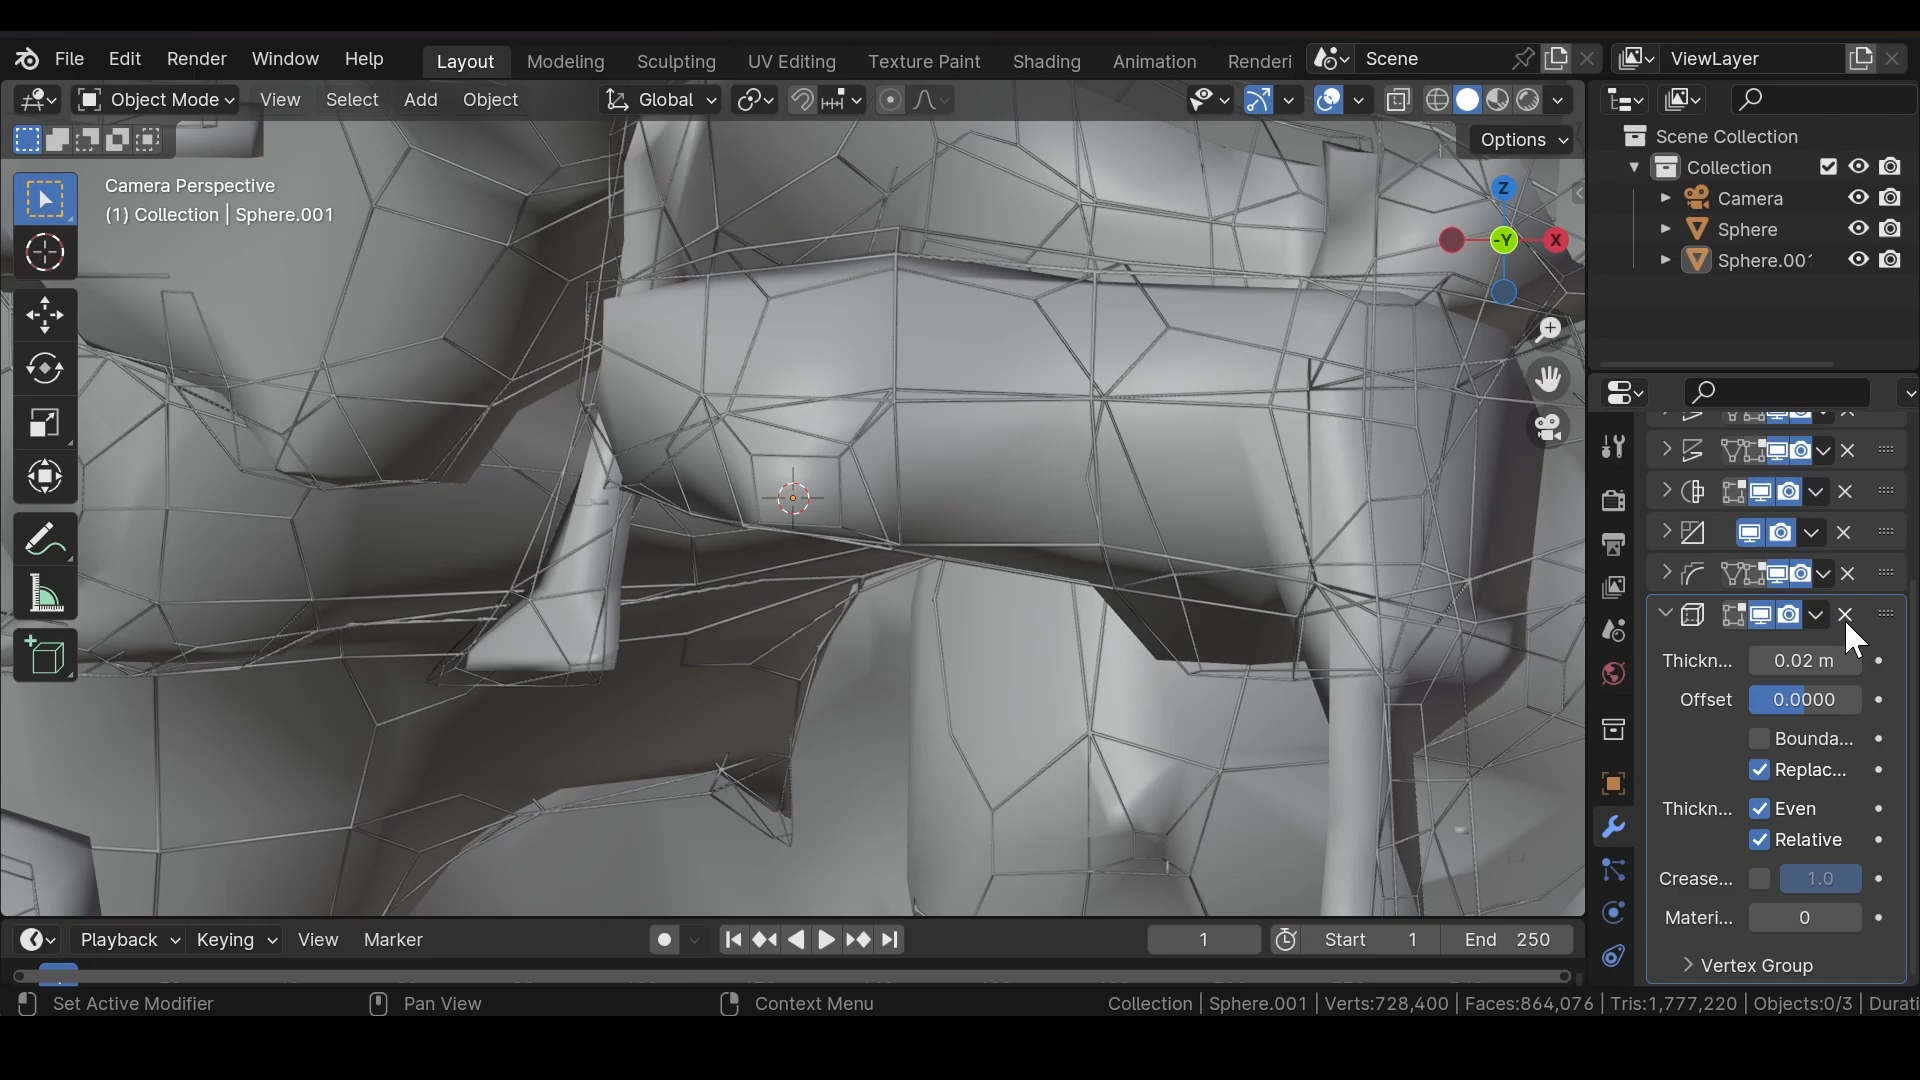 File Edit Render Window Help Layout Modeling Sculpting UV Editing Texture Paint Shading Animation Renderi Scene ViewLayer
Object Mode View Select Add Object Global
Options
Camera Perspective
(1) Collection | Sphere.001
Z
-Y X
Scene Collection
Collection
Camera
Sphere
Sphere.001
Thickn... 0.02 m
Offset 0.0000
Bounda...
Replac...
Thickn... Even
Relative
Crease... 1.0
Materi... 0
Vertex Group
Playback Keying View Marker 1 Start 1 End 250
Set Active Modifier Pan View Context Menu Collection | Sphere.001 | Verts:728,400 | Faces:864,076 | Tris:1,777,220 | Objects:0/3 | Durati